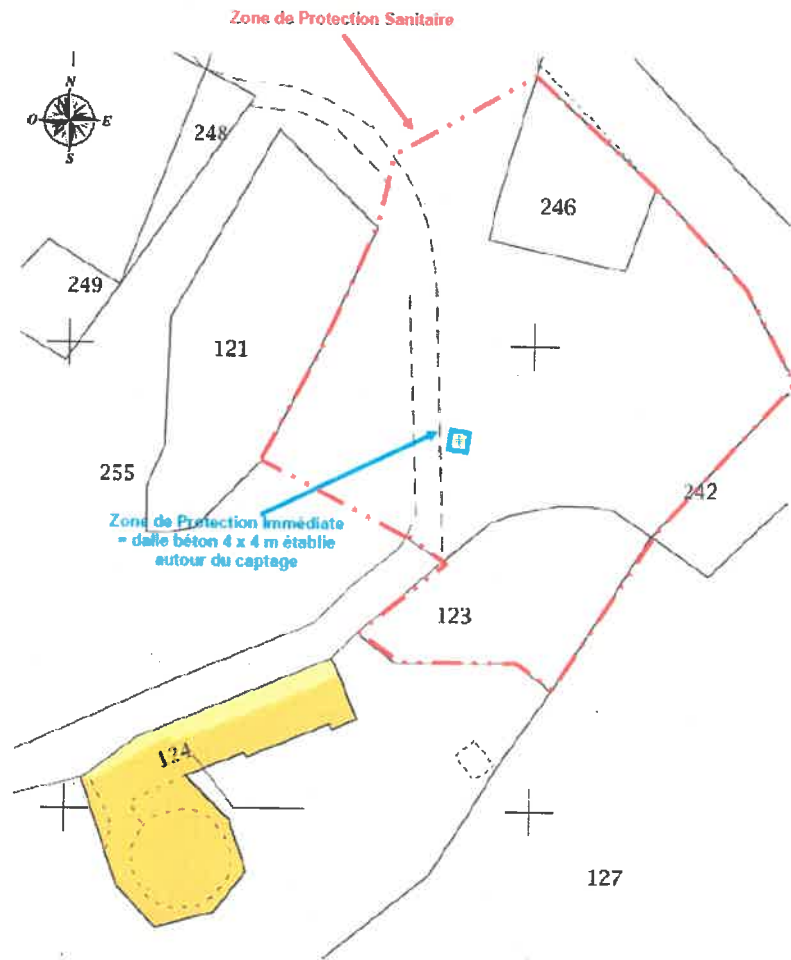 Zone de Protection Sanitaire
N
O
E
S
248
246
249
121
255
242
Zone de Protection Immédiate
= dalle béton 4 x 4 m établie
autour du captage
123
124
127